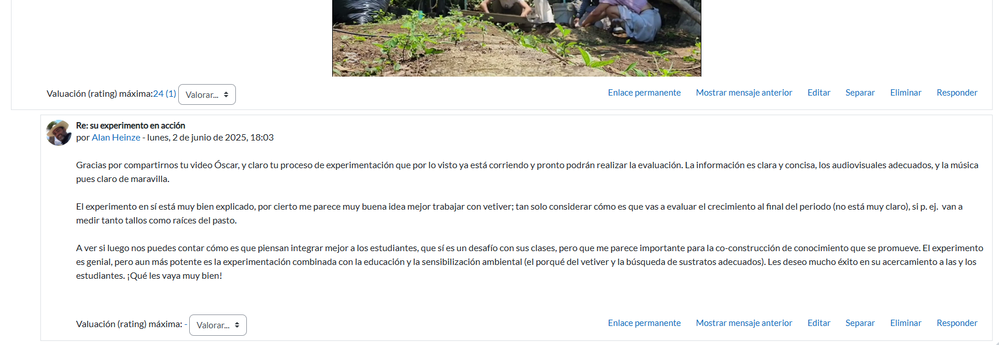 Valuación (rating) máxima:24 (1) Valorar... Enlace permanente Mostrar mensaje anterior Editar Separar Eliminar Responder
Re: su experimento en acción
por Alan Heinze - lunes, 2 de junio de 2025, 18:03
Gracias por compartirnos tu video Óscar, y claro tu proceso de experimentación que por lo visto ya está corriendo y pronto podrán realizar la evaluación. La información es clara y concisa, los audiovisuales adecuados, y la música
pues claro de maravilla.
El experimento en sí está muy bien explicado, por cierto me parece muy buena idea mejor trabajar con vetiver; tan solo considerar cómo es que vas a evaluar el crecimiento al final del periodo (no está muy claro), si p. ej.  van a
medir tanto tallos como raíces del pasto.
A ver si luego nos puedes contar cómo es que piensan integrar mejor a los estudiantes, que sí es un desafío con sus clases, pero que me parece importante para la co-construcción de conocimiento que se promueve. El experimento
es genial, pero aun más potente es la experimentación combinada con la educación y la sensibilización ambiental (el porqué del vetiver y la búsqueda de sustratos adecuados). Les deseo mucho éxito en su acercamiento a las y los
estudiantes. ¡Qué les vaya muy bien!
Valuación (rating) máxima: - Valorar... Enlace permanente Mostrar mensaje anterior Editar Separar Eliminar Responder